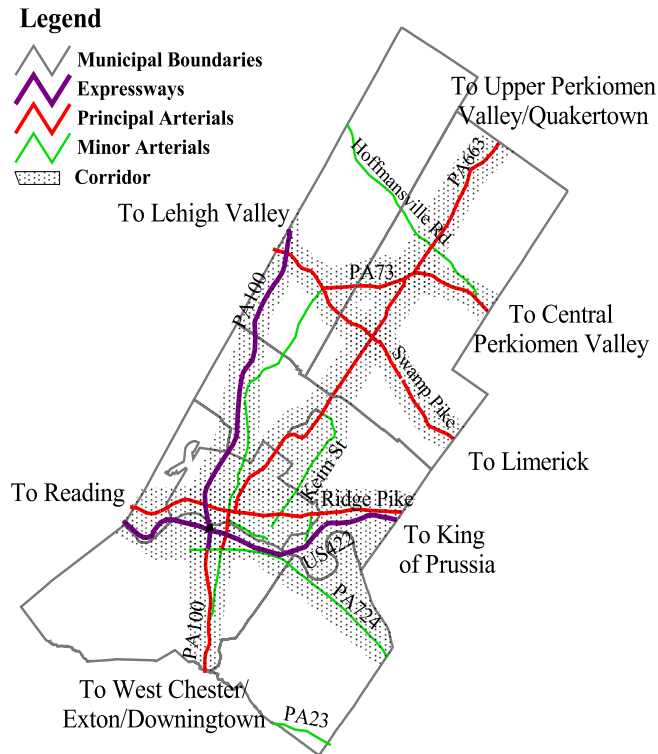 Legend
Municipal Boundaries
Expressways
Principal Arterials
Minor Arterials
Corridor
To Upper Perkiomen
Valley/Quakertown
PA663
Hoffmansville Rd
To Lehigh Valley
PA73
PA100
To Central
Perkiomen Valley
Swamp Pike
To Limerick
Keim St
To Reading
Ridge Pike
To King
of Prussia
US422
PA724
PA100
To West Chester/
Exton/Downingtown
PA23